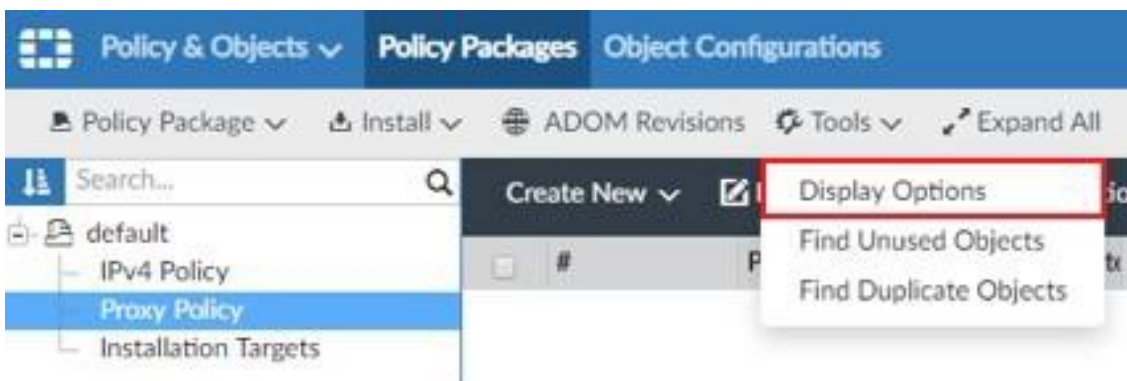 Policy & Objects Policy Packages Object Configurations
Policy Package Install ADOM Revisions Tools Expand All
Search... Create New Display Options
default Find Unused Objects
IPv4 Policy # Find Duplicate Objects
Proxy Policy
Installation Targets